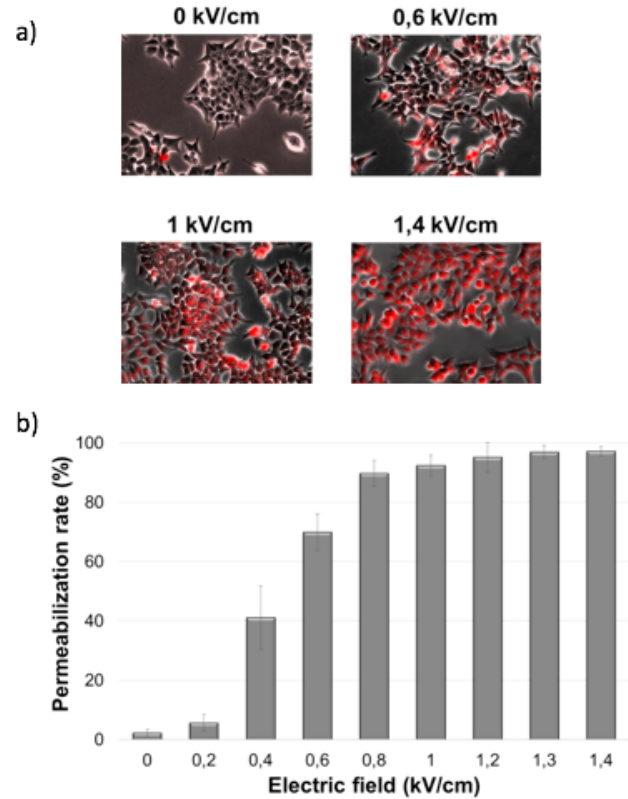 a)
0 kV/cm
0,6 kV/cm
1 kV/cm
1,4 kV/cm
b)
Permeabilization rate (%)
100
80
60
40
20
0
0 0,2 0,4 0,6 0,8 1 1,2 1,3 1,4
Electric field (kV/cm)